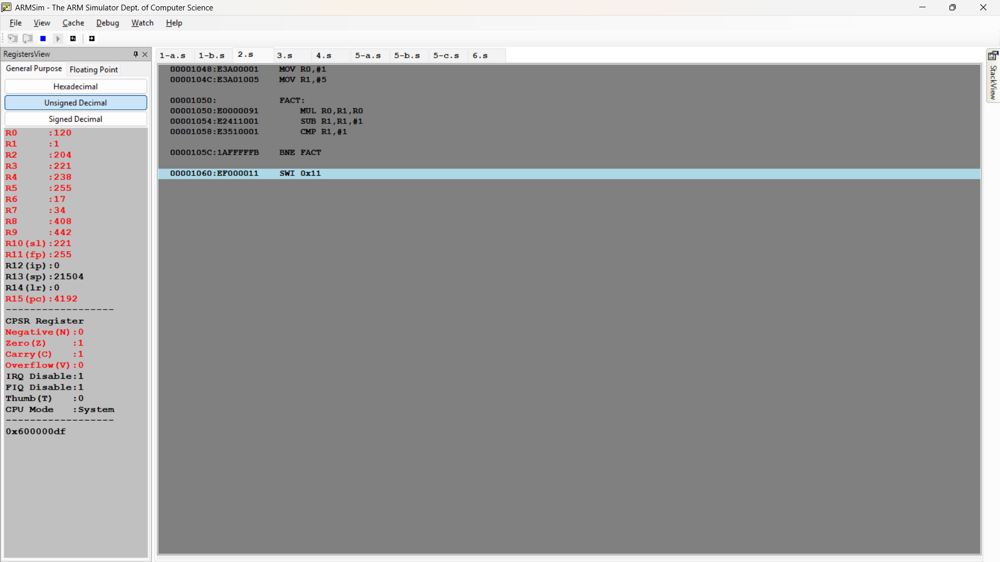 ARMSim - The ARM Simulator Dept. of Computer Science
File View Cache Debug Watch Help
RegistersView
General Purpose Floating Point
Hexadecimal
Unsigned Decimal
Signed Decimal
R0 :120
R1 :1
R2 :204
R3 :221
R4 :238
R5 :255
R6 :17
R7 :34
R8 :408
R9 :442
R10(sl):221
R11(fp):255
R12(ip):0
R13(sp):21504
R14(lr):0
R15(pc):4192
-------------------
CPSR Register
Negative(N):0
Zero(Z) :1
Carry(C) :1
Overflow(V):0
IRQ Disable:1
FIQ Disable:1
Thumb(T) :0
CPU Mode :System
-------------------
0x600000df
1-a.s 1-b.s 2.s 3.s 4.s 5-a.s 5-b.s 5-c.s 6.s
00001048:E3A00001 MOV R0,#1
0000104C:E3A01005 MOV R1,#5
00001050: FACT:
00001050:E0000091 MUL R0,R1,R0
00001054:E2411001 SUB R1,R1,#1
00001058:E3510001 CMP R1,#1
0000105C:1AFFFFFB BNE FACT
00001060:EF000011 SWI 0x11
StackView